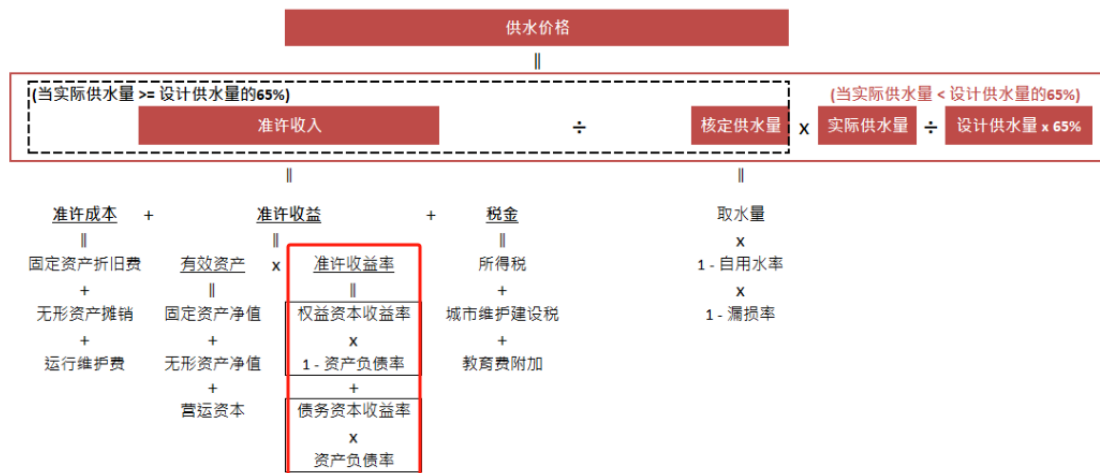 供水价格
‖
(当实际供水量 >= 设计供水量的65%) (当实际供水量 < 设计供水量的65%)
准许收入 ÷ 核定供水量 x 实际供水量 ÷ 设计供水量 x 65%
‖ ‖
准许成本 + 准许收益 + 税金 取水量
‖ ‖ ‖ x
固定资产折旧费 有效资产 x 准许收益率 所得税 1 - 自用水率
+ ‖ ‖ + x
无形资产摊销 固定资产净值 权益资本收益率 城市维护建设税 1 - 漏损率
+ + x +
运行维护费 无形资产净值 1 - 资产负债率 教育费附加
+ +
营运资本 债务资本收益率
x
资产负债率